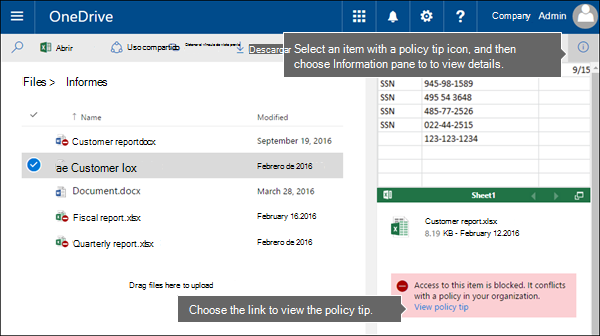 OneDrive
?
Company Admin
Abrir
Uso compartido
Descargar
Select an item with a policy tip icon, and then
choose Information pane to to view details.
9/15
Files > Informes
Name
Modified
Customer reportdocx
September 19, 2016
ae Customer lox
Febrero de 2016
Document.docx
March 28, 2016
Fiscal report.xlsx
February 16.2016
Quarterly report.xlsx
Febrero de 2016
Drag files here to upload
SSN 945-98-1589
SSN 495 54 3648
SSN 485-77-2526
SSN 022-44-2515
123-123-1234
Sheet1
Customer report.xlsx
8.19 KB - February 12.2016
Access to this item is blocked. It conflicts
with a policy in your organization.
View policy tip
Choose the link to view the policy tip.